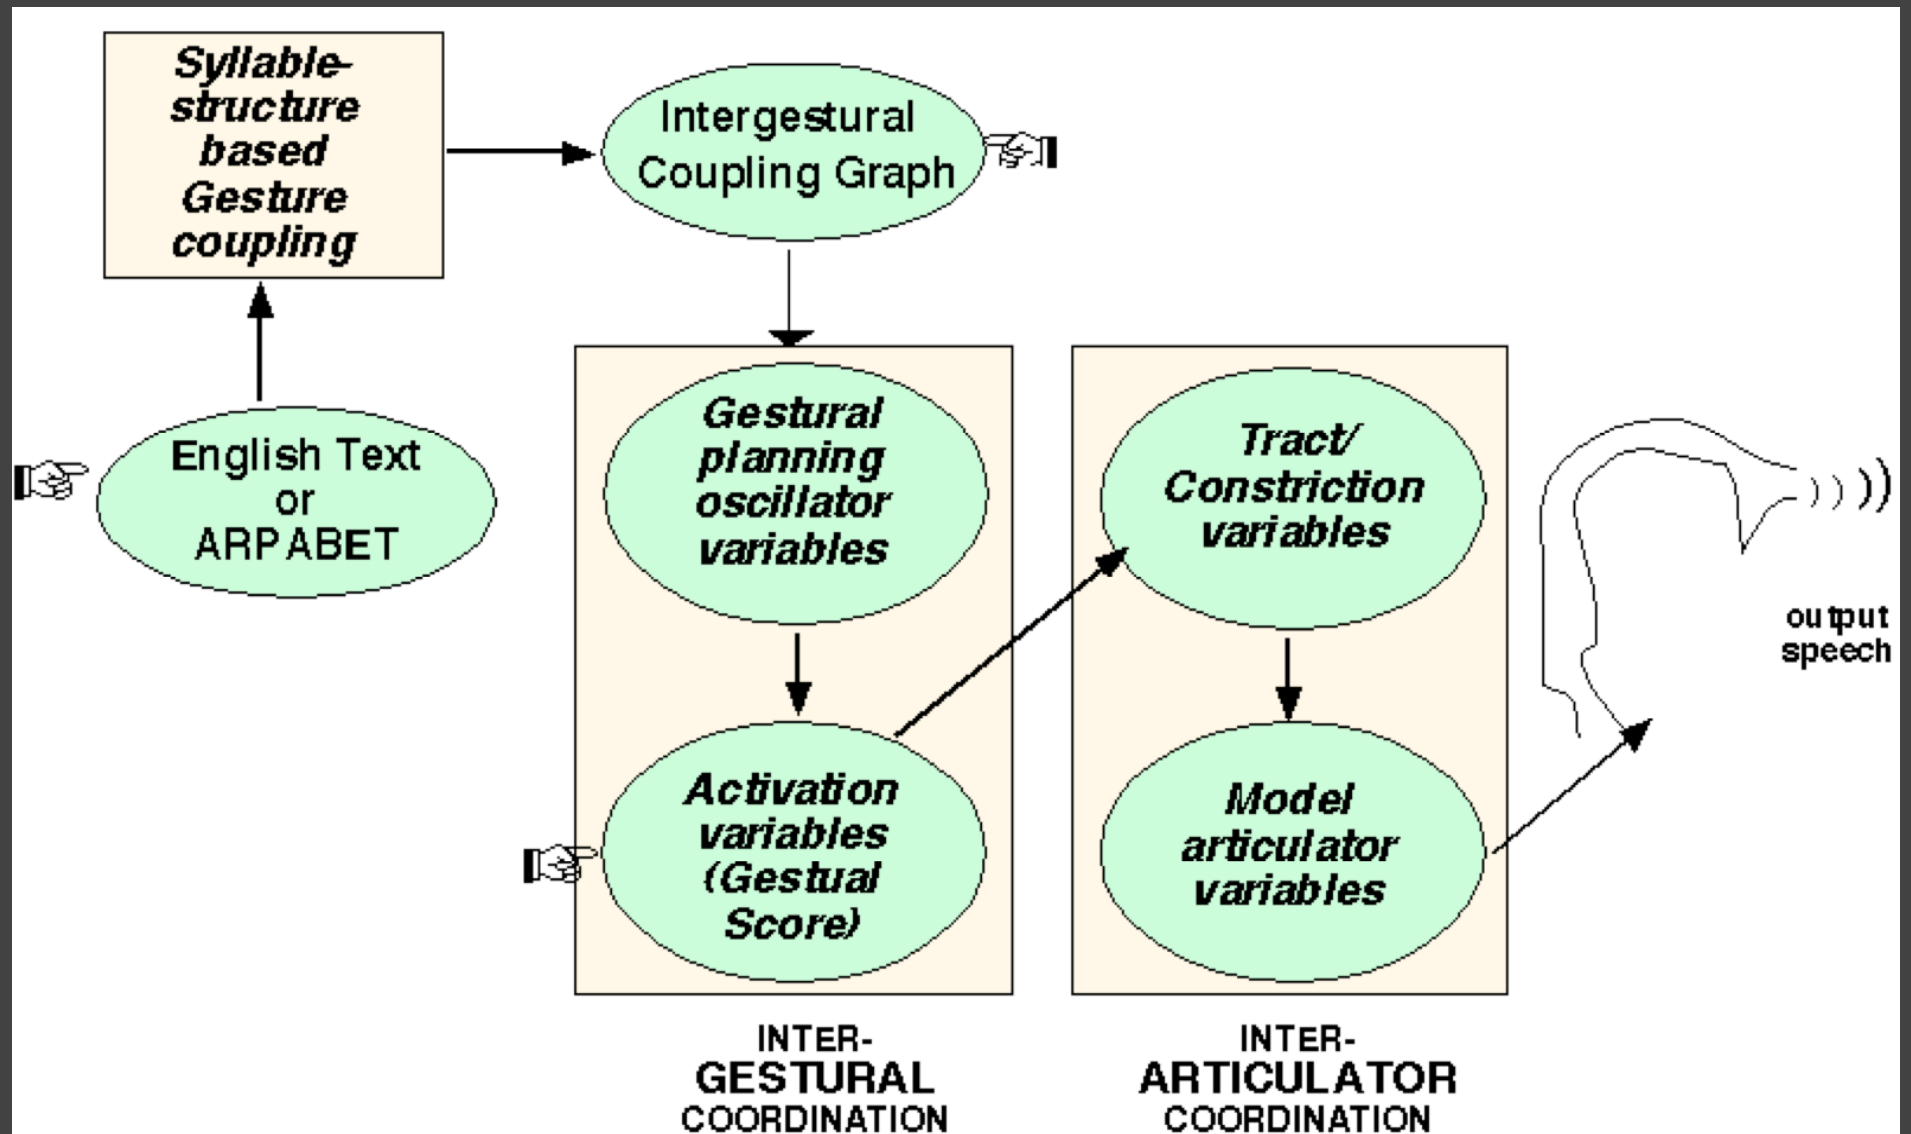 Syllable-
structure
based
Gesture
coupling
Intergestural
Coupling Graph
English Text
or
ARPABET
Gestural
planning
oscillator
variables
Activation
variables
(Gestual
Score)
INTER-
GESTURAL
COORDINATION
Tract/
Constriction
variables
Model
articulator
variables
INTER-
ARTICULATOR
COORDINATION
output
speech